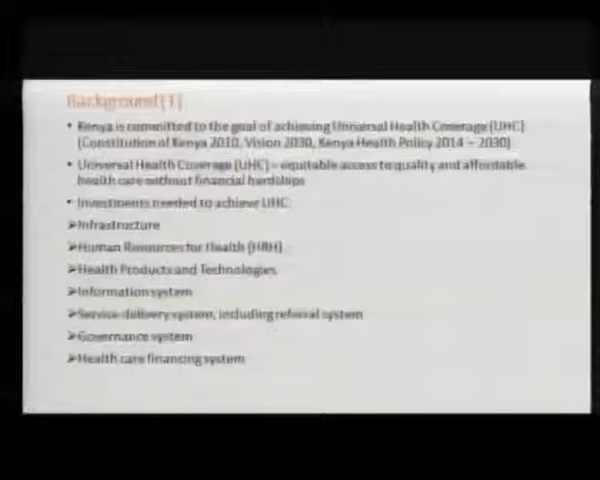 Background(1)
• Kenya is committed to the goal of achieving Universal Health Coverage (UHC)
(Constitution of Kenya 2010, Vision 2030, Kenya Health Policy 2014 – 2030)
• Universal Health Coverage (UHC) – equitable access to quality and affordable
health care without financial hardships
• Investments needed to achieve UHC
➢Infrastructure
➢Human Resources for Health (HRH)
➢Health Products and Technologies
➢Information system
➢Service delivery system, including referral system
➢Governance system
➢Health care financing system